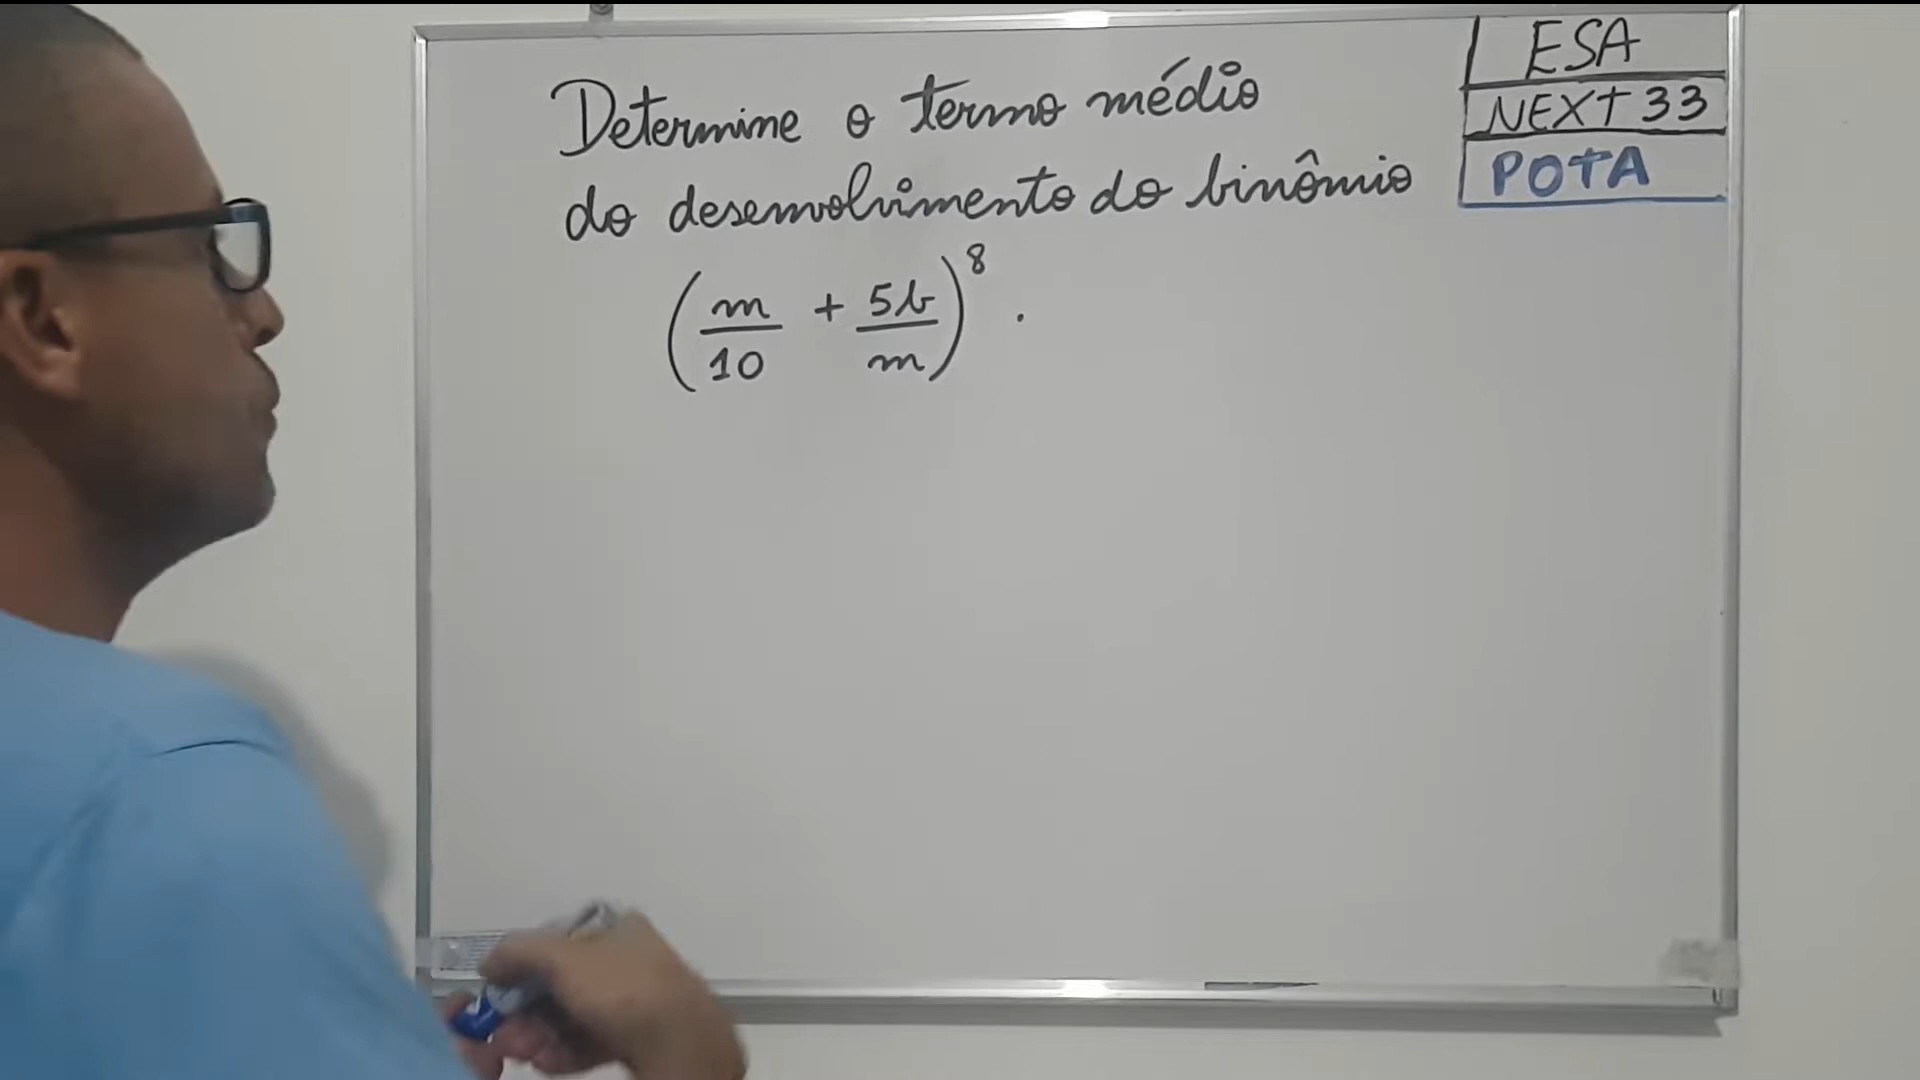 Determine o termo médio
do desenvolvimento do binômio
(m/10 + 5b/m)^8 .
ESA
NEXT 33
POTA